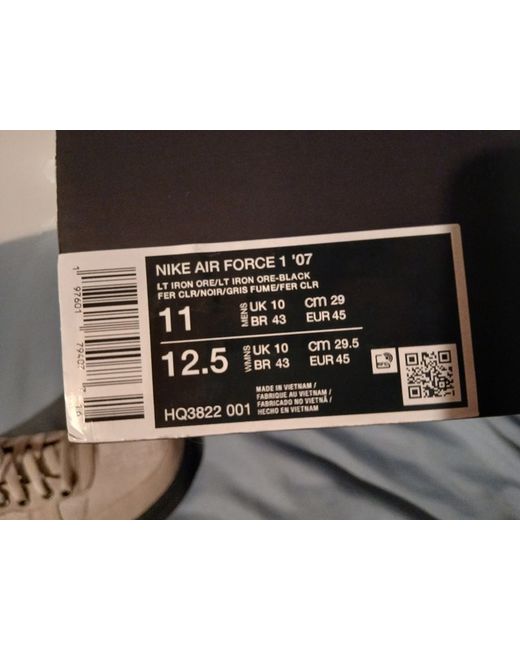 NIKE AIR FORCE 1 '07
LT IRON ORE/LT IRON ORE-BLACK
FER CLR/NOIR/GRIS FUME/FER CLR
11 MENS UK 10 CM 29
BR 43 EUR 45
12.5 WMNS UK 10 CM 29.5
BR 43 EUR 45
HQ3822 001
MADE IN VIETNAM /
FABRIQUE AU VIETNAM /
FABRICADO NO VIETNÃ /
HECHO EN VIETNAM
1 97601